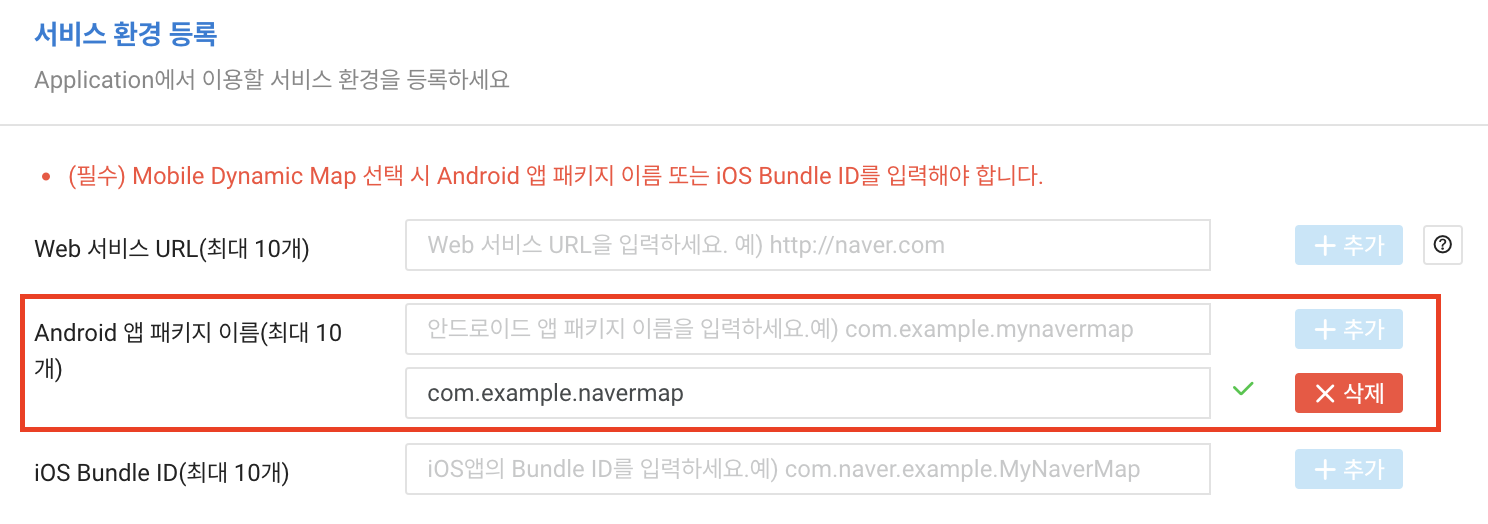 서비스 환경 등록
Application에서 이용할 서비스 환경을 등록하세요
• (필수) Mobile Dynamic Map 선택 시 Android 앱 패키지 이름 또는 iOS Bundle ID를 입력해야 합니다.
Web 서비스 URL(최대 10개)
Web 서비스 URL을 입력하세요. 예) http://naver.com
+ 추가
?
Android 앱 패키지 이름(최대 10
개)
안드로이드 앱 패키지 이름을 입력하세요.예) com.example.mynavermap
+ 추가
com.example.navermap
✓
× 삭제
iOS Bundle ID(최대 10개)
iOS앱의 Bundle ID를 입력하세요.예) com.naver.example.MyNaverMap
+ 추가